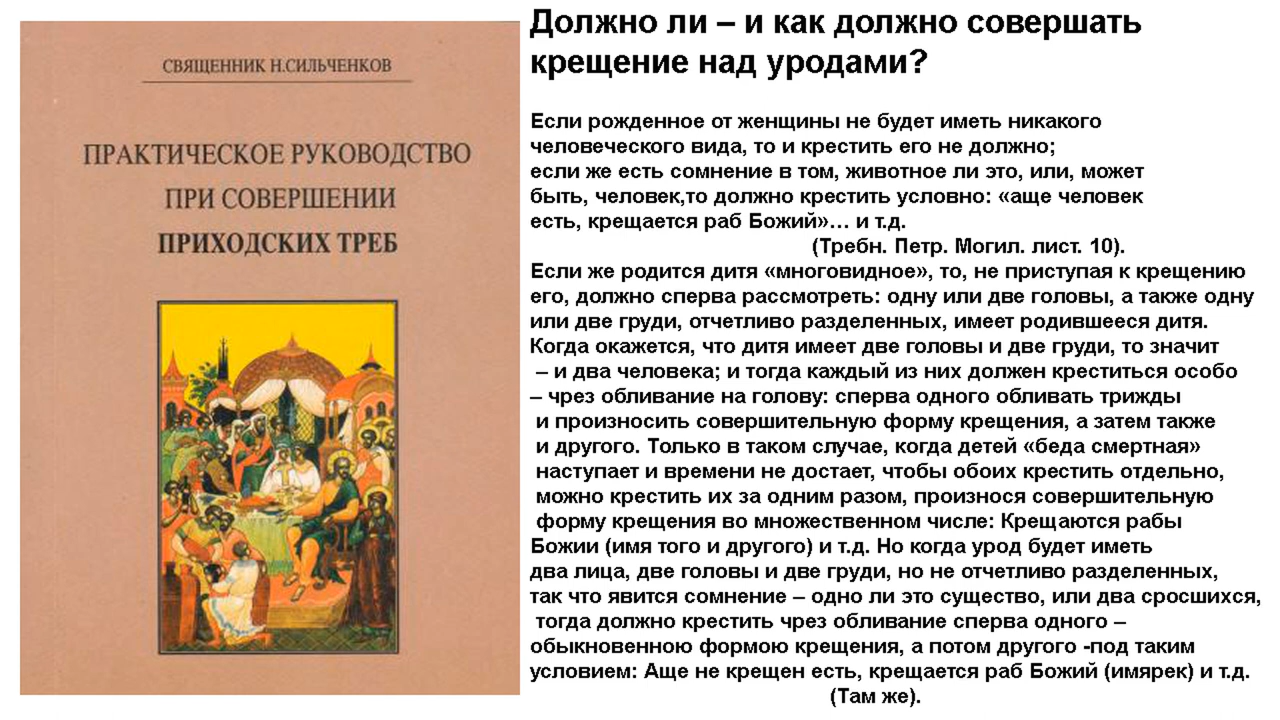 СВЯЩЕННИК Н.СИЛЬЧЕНКОВ
ПРАКТИЧЕСКОЕ РУКОВОДСТВО
ПРИ СОВЕРШЕНИИ
ПРИХОДСКИХ ТРЕБ
Должно ли – и как должно совершать
крещение над уродами?
Если рожденное от женщины не будет иметь никакого
человеческого вида, то и крестить его не должно;
если же есть сомнение в том, животное ли это, или, может
быть, человек,то должно крестить условно: «аще человек
есть, крещается раб Божий»… и т.д.
(Требн. Петр. Могил. лист. 10).
Если же родится дитя «многовидное», то, не приступая к крещению
его, должно сперва рассмотреть: одну или две головы, а также одну
или две груди, отчетливо разделенных, имеет родившееся дитя.
Когда окажется, что дитя имеет две головы и две груди, то значит
– и два человека; и тогда каждый из них должен креститься особо
– чрез обливание на голову: сперва одного обливать трижды
и произносить совершительную форму крещения, а затем также
и другого. Только в таком случае, когда детей «беда смертная»
наступает и времени не достает, чтобы обоих крестить отдельно,
можно крестить их за одним разом, произнося совершительную
форму крещения во множественном числе: Крещаются рабы
Божии (имя того и другого) и т.д. Но когда урод будет иметь
два лица, две головы и две груди, но не отчетливо разделенных,
так что явится сомнение – одно ли это существо, или два сросшихся,
тогда должно крестить чрез обливание сперва одного –
обыкновенною формою крещения, а потом другого -под таким
условием: Аще не крещен есть, крещается раб Божий (имярек) и т.д.
(Там же).